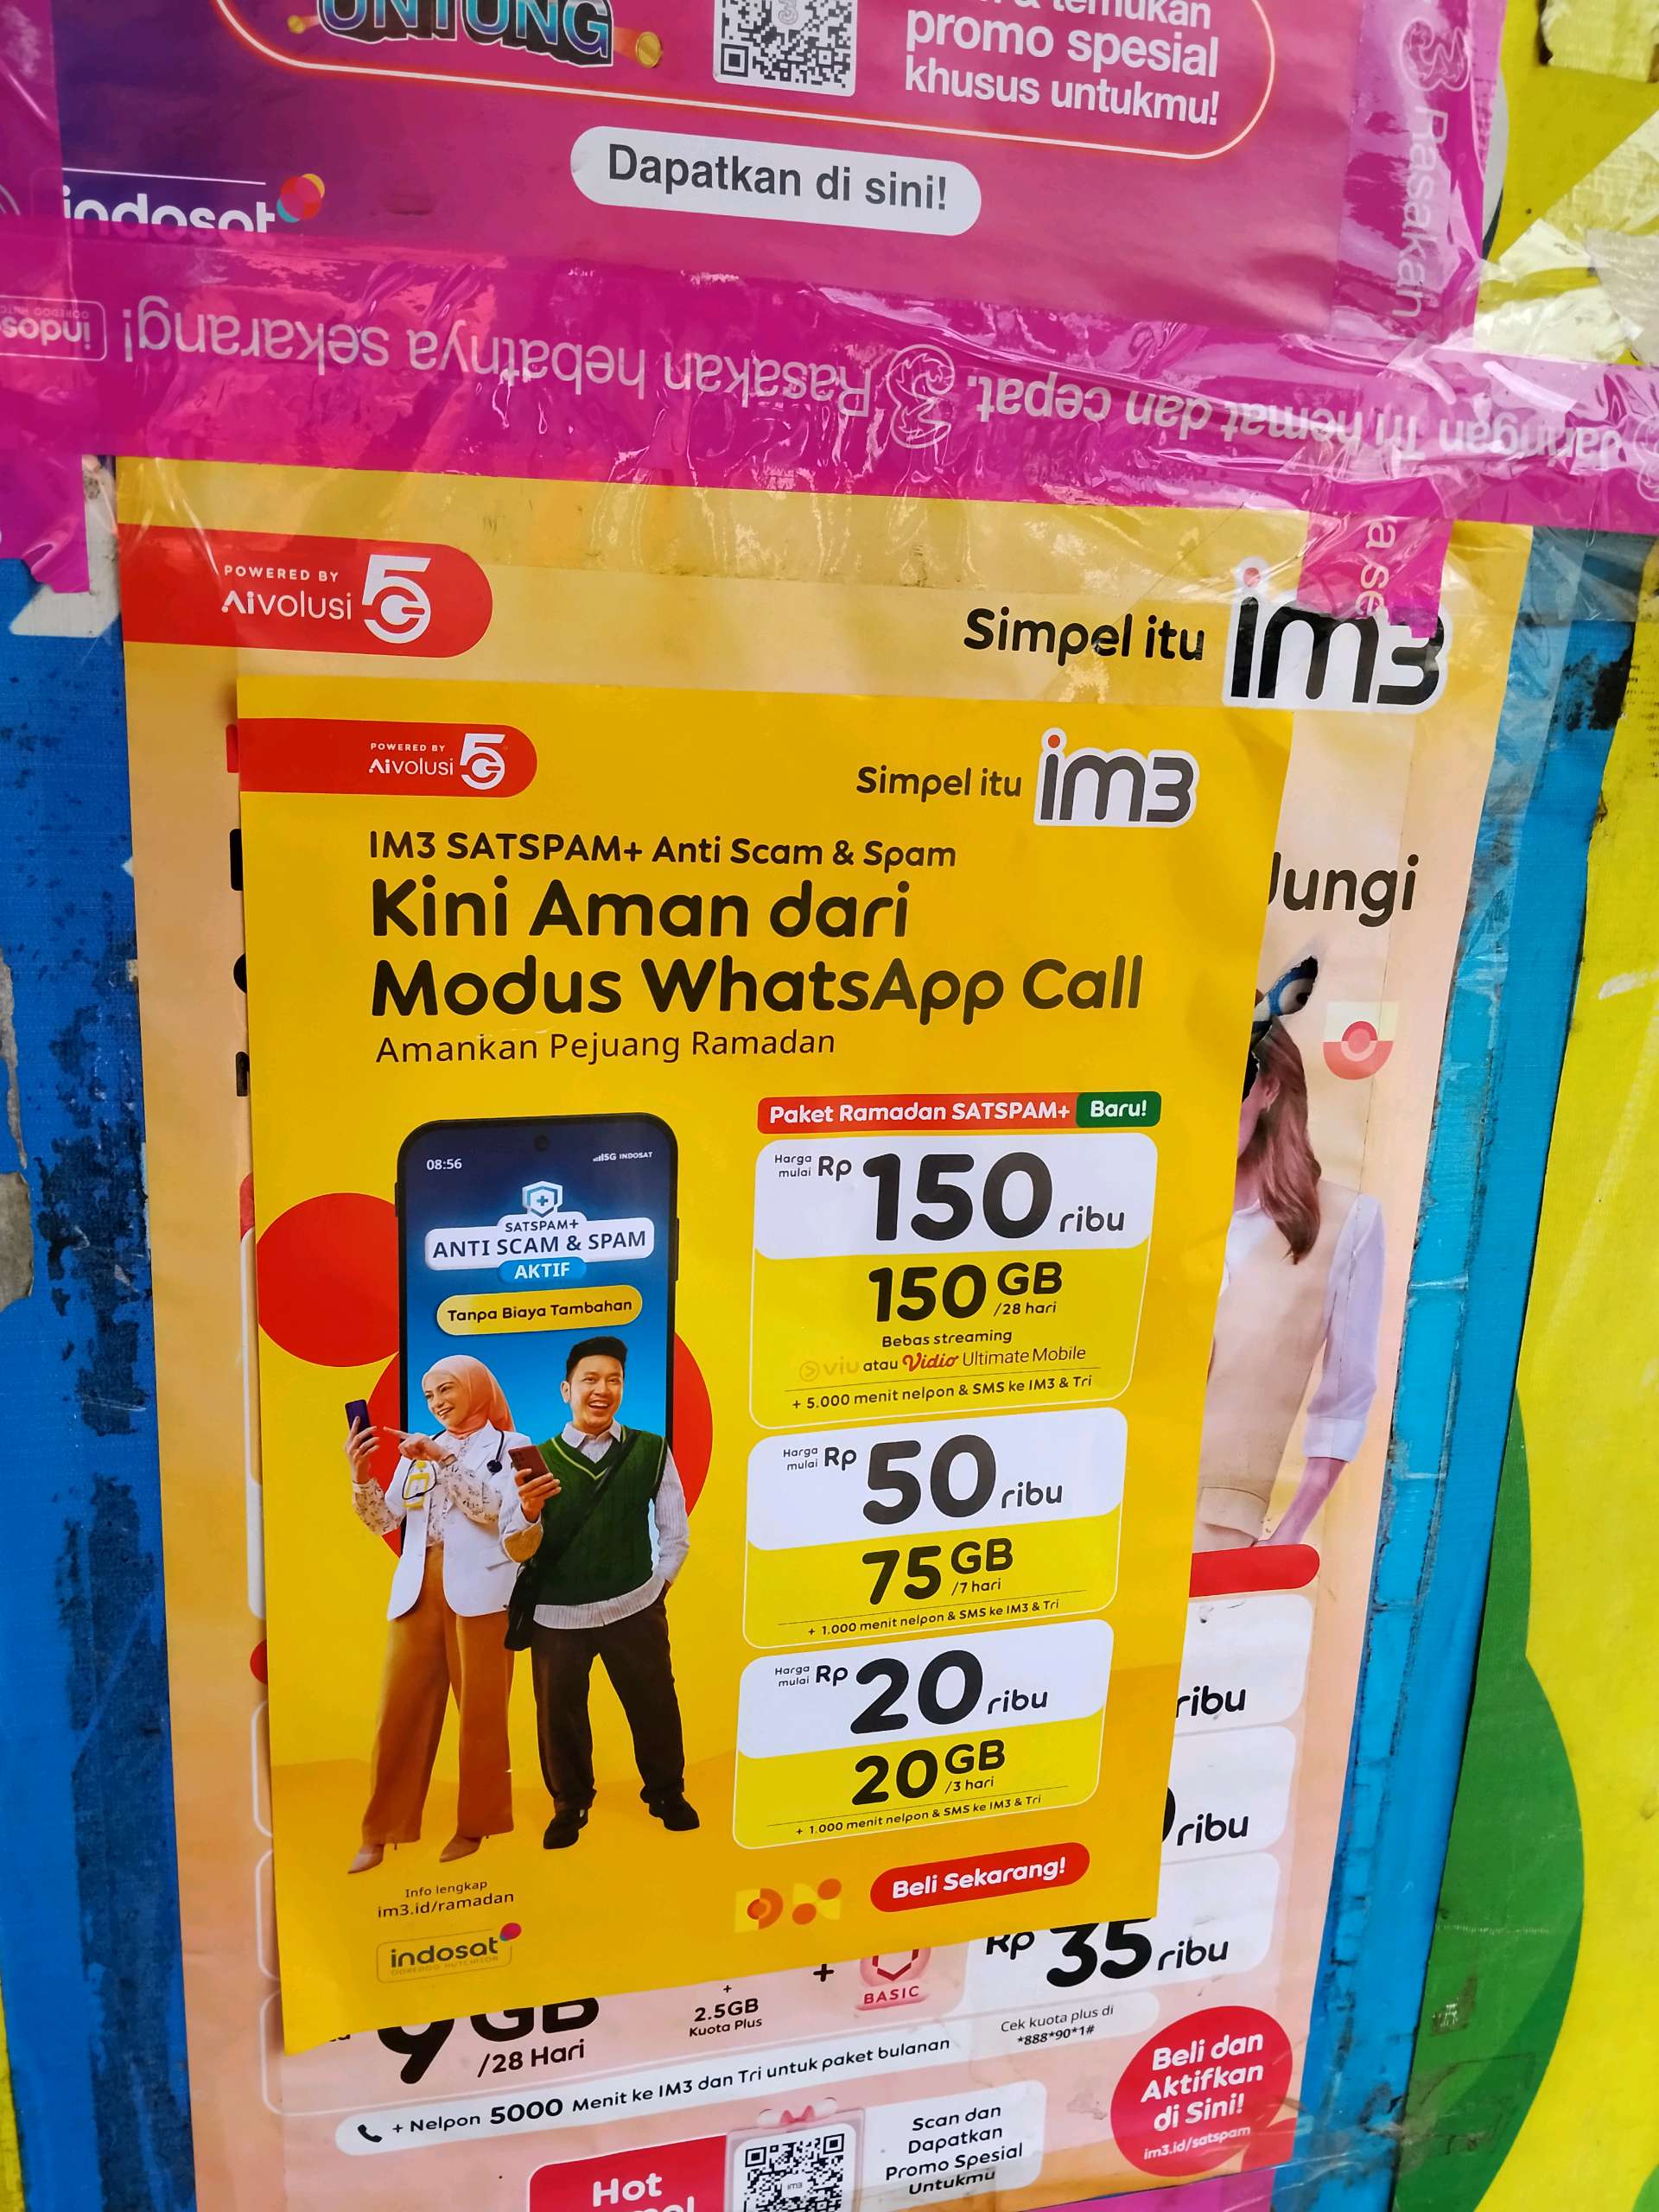 UNTUNG
promo spesial
khusus untukmu!
Dapatkan di sini!
indosat
Rasakan
Jaringan Tri hemat dan cepat. 3 Rasakan hebatnya sekarang!
POWERED BY
Aivolusi 5G
Simpel itu im3
POWERED BY
Aivolusi 5G
Simpel itu im3
IM3 SATSPAM+ Anti Scam & Spam
Kini Aman dari
Modus WhatsApp Call
Amankan Pejuang Ramadan
08:56
5G INDOSAT
SATSPAM+
ANTI SCAM & SPAM
AKTIF
Tanpa Biaya Tambahan
Paket Ramadan SATSPAM+ Baru!
Harga mulai Rp 150 ribu
150 GB /28 hari
Bebas streaming
viu atau Vidio Ultimate Mobile
+ 5.000 menit nelpon & SMS ke IM3 & Tri
Harga mulai Rp 50 ribu
75 GB /7 hari
+ 1.000 menit nelpon & SMS ke IM3 & Tri
Harga mulai Rp 20 ribu
20 GB /3 hari
+ 1.000 menit nelpon & SMS ke IM3 & Tri
Beli Sekarang!
Info lengkap
im3.id/ramadan
indosat
OOREDOO HUTCHISON
ribu
ribu
Rp 35 ribu
9 GB
/28 Hari
+
2.5GB
Kuota Plus
+
BASIC
Cek kuota plus di
*888*90*1#
+ Nelpon 5000 Menit ke IM3 dan Tri untuk paket bulanan
Beli dan
Aktifkan
di Sini!
im3.id/satspam
Scan dan
Dapatkan
Promo Spesial
Untukmu
Hot